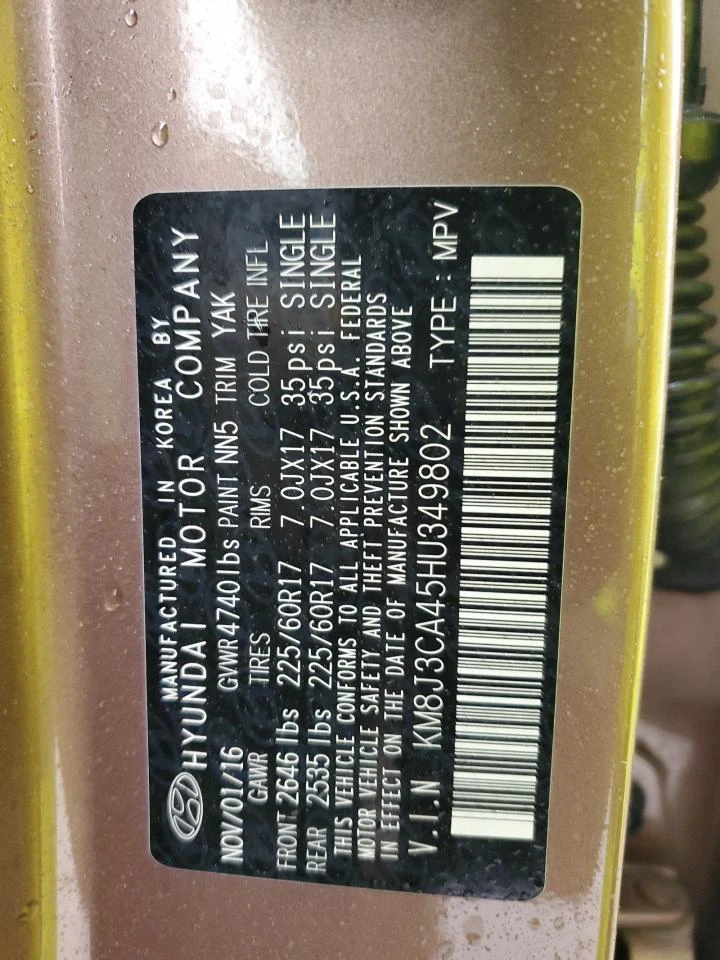 MANUFACTURED IN KOREA BY
HYUNDAI MOTOR COMPANY
NOV/01/16 GVWR 4740 lbs PAINT NN5 TRIM YAK
GAWR TIRES RIMS COLD TIRE INFL
FRONT 2646 lbs 225/60R17 7.0JX17 35psi SINGLE
REAR 2535 lbs 225/60R17 7.0JX17 35psi SINGLE
THIS VEHICLE CONFORMS TO ALL APPLICABLE U.S.A. FEDERAL
MOTOR VEHICLE SAFETY AND THEFT PREVENTION STANDARDS
IN EFFECT ON THE DATE OF MANUFACTURE SHOWN ABOVE
V.I.N KM8J3CA45HU349802 TYPE : MPV